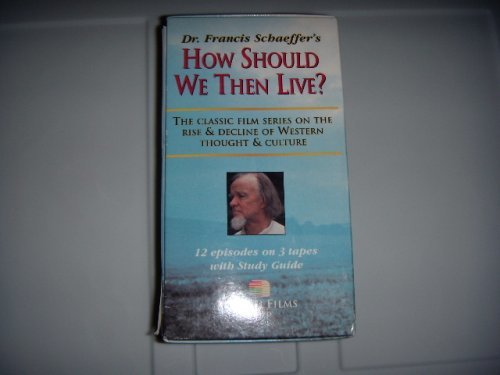 Dr. Francis Schaeffer's
HOW SHOULD
WE THEN LIVE?
THE CLASSIC FILM SERIES ON THE
RISE & DECLINE OF WESTERN
THOUGHT & CULTURE
12 episodes on 3 tapes
with Study Guide
FILMS